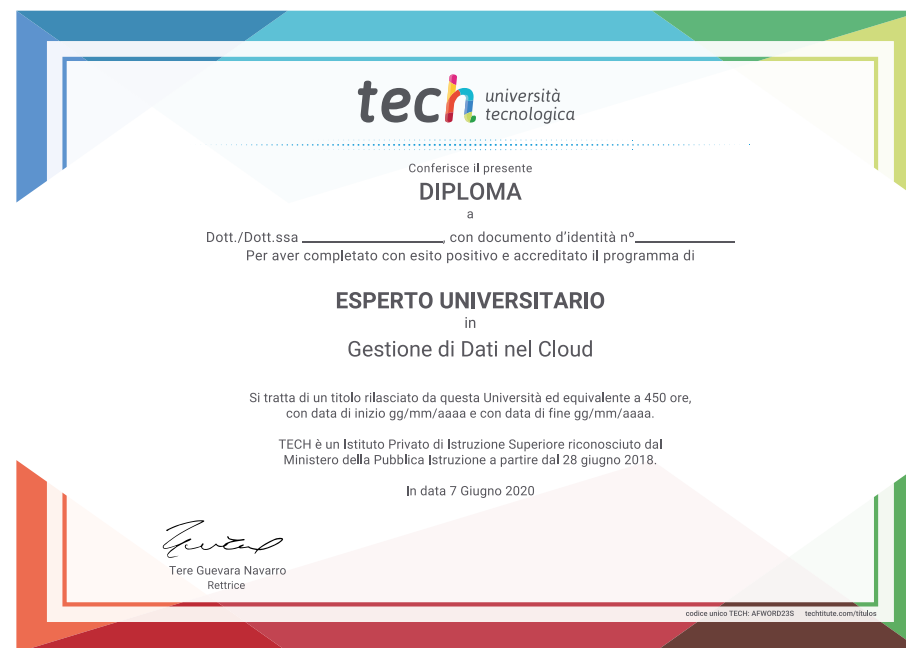 tech università
tecnologica
Conferisce il presente
DIPLOMA
a
Dott./Dott.ssa ________________, con documento d'identità nº____________
Per aver completato con esito positivo e accreditato il programma di
ESPERTO UNIVERSITARIO
in
Gestione di Dati nel Cloud
Si tratta di un titolo rilasciato da questa Università ed equivalente a 450 ore,
con data di inizio gg/mm/aaaa e con data di fine gg/mm/aaaa.
TECH è un Istituto Privato di Istruzione Superiore riconosciuto dal
Ministero della Pubblica Istruzione a partire dal 28 giugno 2018.
In data 7 Giugno 2020
Tere Guevara Navarro
Rettrice
codice unico TECH: AFWORD23S techtitute.com/titulos